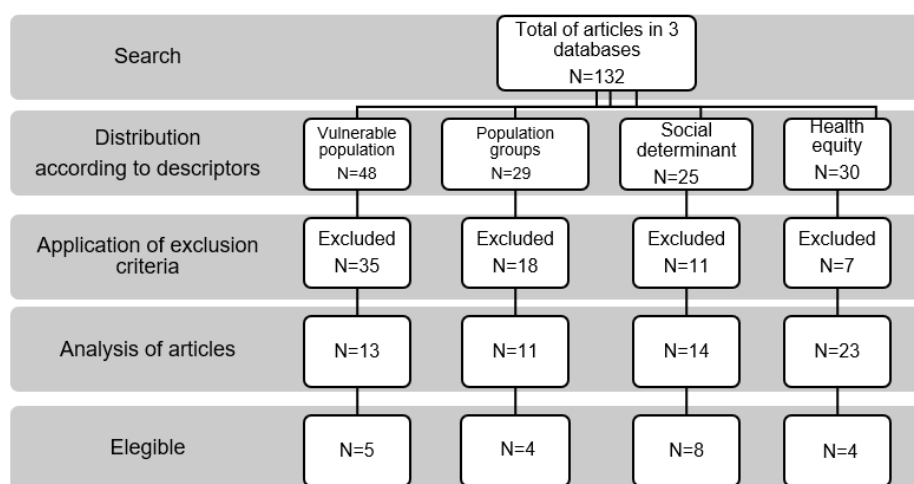 Search
Total of articles in 3
databases
N=132
Distribution
according to descriptors
Vulnerable
population
N=48
Population
groups
N=29
Social
determinant
N=25
Health
equity
N=30
Application of exclusion
criteria
Excluded
N=35
Excluded
N=18
Excluded
N=11
Excluded
N=7
Analysis of articles
N=13
N=11
N=14
N=23
Elegible
N=5
N=4
N=8
N=4